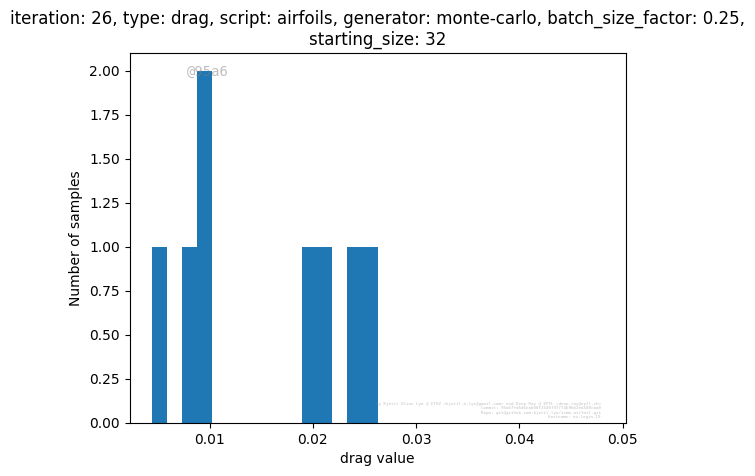 iteration: 26, type: drag, script: airfoils, generator: monte-carlo, batch_size_factor: 0.25,
starting_size: 32
2.00
@95a6
1.75
1.50
1.25
1.00
0.75
0.50
0.25
0.00
Number of samples
0.01 0.02 0.03 0.04 0.05
drag value